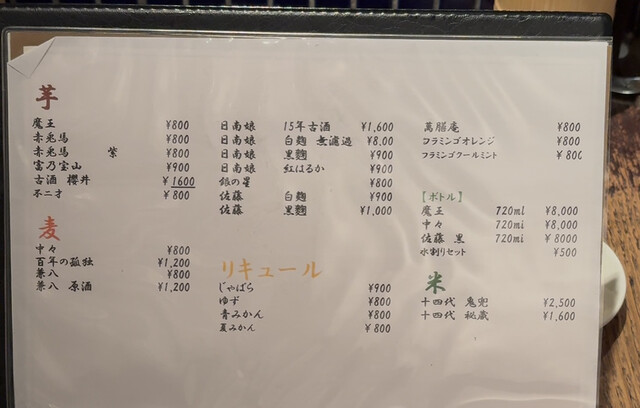 芋
魔王 ¥800
赤兎馬 ¥800
赤兎馬 紫 ¥800
富乃宝山 ¥900
古酒 櫻井 ¥1600
不二才 ¥800
麦
中々 ¥800
百年の孤独 ¥1,200
兼八 ¥800
兼八 原酒 ¥1,200
日南娘 15年古酒 ¥1,600
日南娘 白麹 無濾過 ¥8.00
日南娘 黒麹 ¥900
日南娘 紅はるか ¥900
銀の星 ¥800
佐藤 白麹 ¥900
佐藤 黒麹 ¥1,000
リキュール
じゃばら ¥900
ゆず ¥800
青みかん ¥800
夏みかん ¥800
萬膳庵 ¥800
フラミンゴオレンジ ¥800
フラミンゴクールミント ¥800
【ボトル】
魔王 720ml ¥8,000
中々 720mi ¥8,000
佐藤 黒 720mi ¥8000
水割りセット ¥500
米
十四代 鬼兜 ¥2,500
十四代 秘蔵 ¥1,600